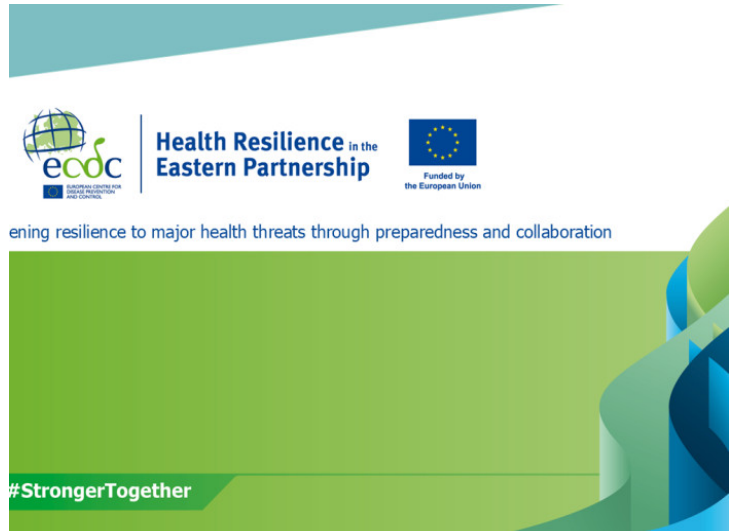 ecdc
EUROPEAN CENTRE FOR
DISEASE PREVENTION
AND CONTROL
Health Resilience in the
Eastern Partnership
Funded by
the European Union
ening resilience to major health threats through preparedness and collaboration
#StrongerTogether